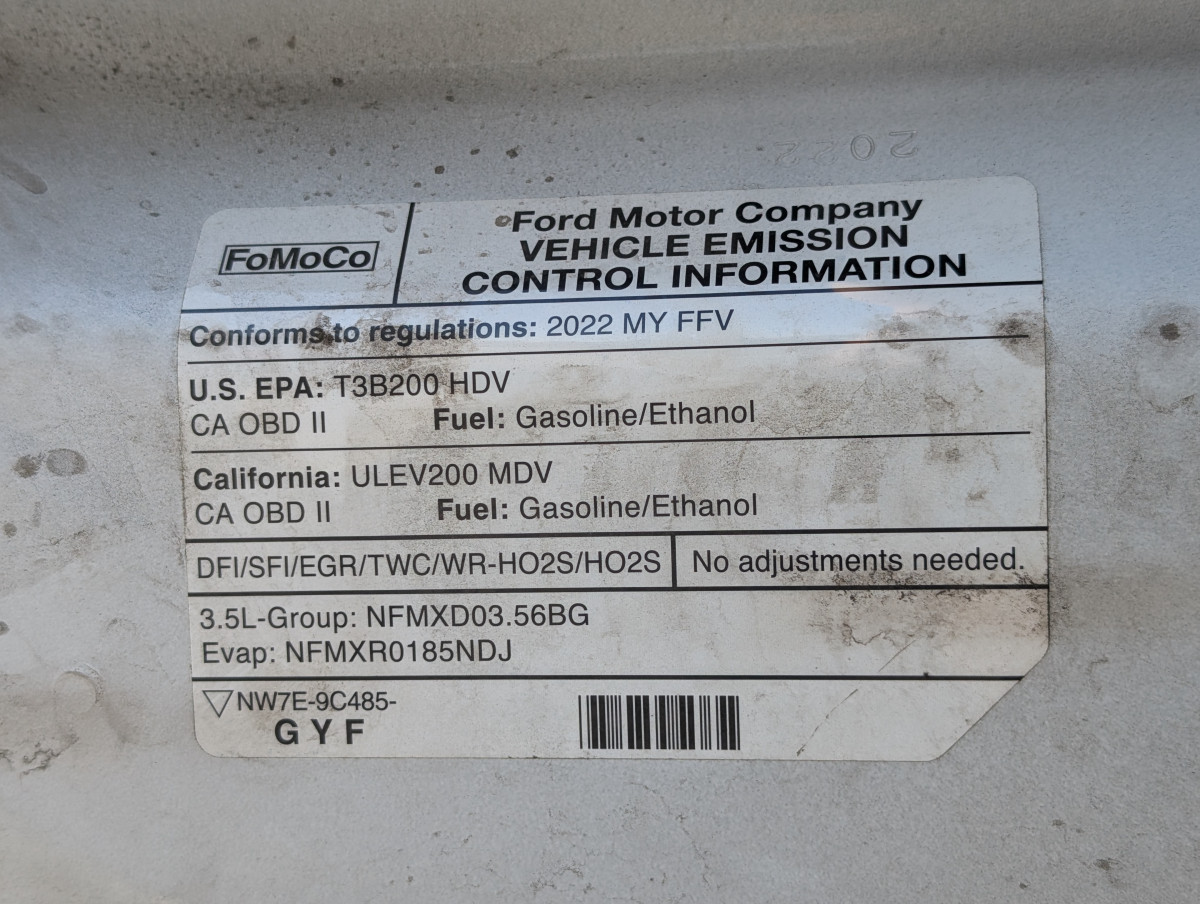 2022
FoMoCo
Ford Motor Company
VEHICLE EMISSION
CONTROL INFORMATION
Conforms to regulations: 2022 MY FFV
U.S. EPA: T3B200 HDV
CA OBD II Fuel: Gasoline/Ethanol
California: ULEV200 MDV
CA OBD II Fuel: Gasoline/Ethanol
DFI/SFI/EGR/TWC/WR-HO2S/HO2S No adjustments needed.
3.5L-Group: NFMXD03.56BG
Evap: NFMXR0185NDJ
NW7E-9C485-
G Y F